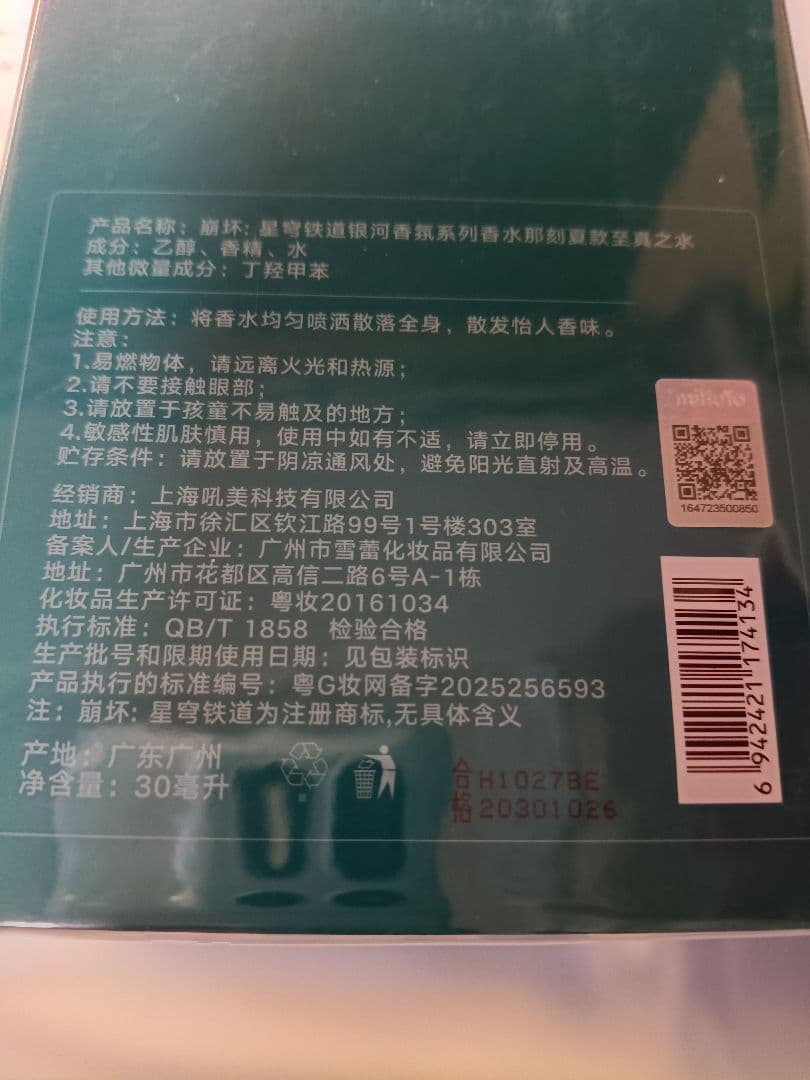 产品名称：崩坏：星穹铁道银河香氛系列香水那刻夏款至真之水
成分：乙醇、香精、水
其他微量成分：丁羟甲苯
使用方法：将香水均匀喷洒散落全身，散发怡人香味。
注意：
1.易燃物体，请远离火光和热源；
2.请不要接触眼部；
3.请放置于孩童不易触及的地方；
4.敏感性肌肤慎用，使用中如有不适，请立即停用。
贮存条件：请放置于阴凉通风处，避免阳光直射及高温。
经销商：上海吼美科技有限公司
地址：上海市徐汇区钦江路99号1号楼303室
备案人/生产企业：广州市雪蕾化妆品有限公司
地址：广州市花都区高信二路6号A-1栋
化妆品生产许可证：粤妆20161034
执行标准：QB/T 1858 检验合格
生产批号和限期使用日期：见包装标识
产品执行的标准编号：粤G妆网备字2025256593
注：崩坏：星穹铁道为注册商标,无具体含义
产地：广东广州
净含量：30毫升
合格
H1027BE
20301026
miHoYo
164723500850
6 942421 174134